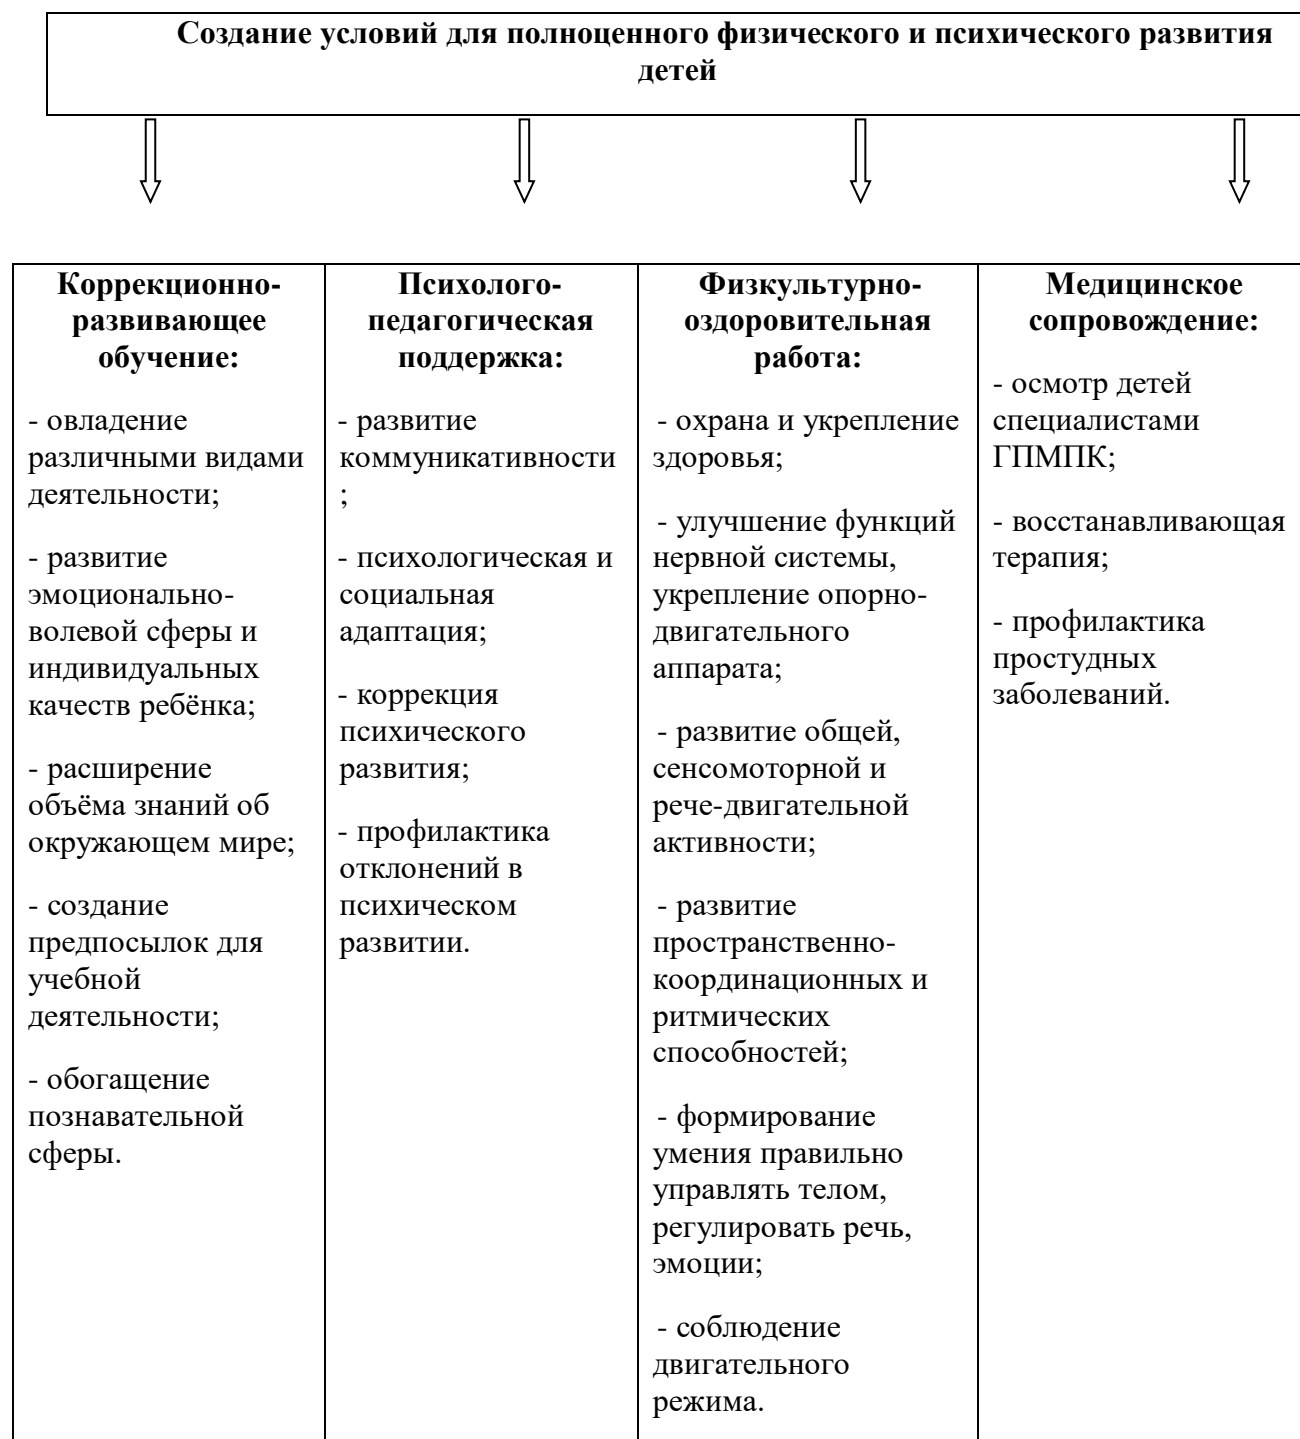 Создание условий для полноценного физического и психического развития
детей
Коррекционно-
развивающее
обучение:
- овладение
различными видами
деятельности;
- развитие
эмоционально-
волевой сферы и
индивидуальных
качеств ребёнка;
- расширение
объёма знаний об
окружающем мире;
- создание
предпосылок для
учебной
деятельности;
- обогащение
познавательной
сферы.
Психолого-
педагогическая
поддержка:
- развитие
коммуникативности
;
- психологическая и
социальная
адаптация;
- коррекция
психического
развития;
- профилактика
отклонений в
психическом
развитии.
Физкультурно-
оздоровительная
работа:
- охрана и укрепление
здоровья;
- улучшение функций
нервной системы,
укрепление опорно-
двигательного
аппарата;
- развитие общей,
сенсомоторной и
рече-двигательной
активности;
- развитие
пространственно-
координационных и
ритмических
способностей;
- формирование
умения правильно
управлять телом,
регулировать речь,
эмоции;
- соблюдение
двигательного
режима.
Медицинское
сопровождение:
- осмотр детей
специалистами
ГПМПК;
- восстанавливающая
терапия;
- профилактика
простудных
заболеваний.